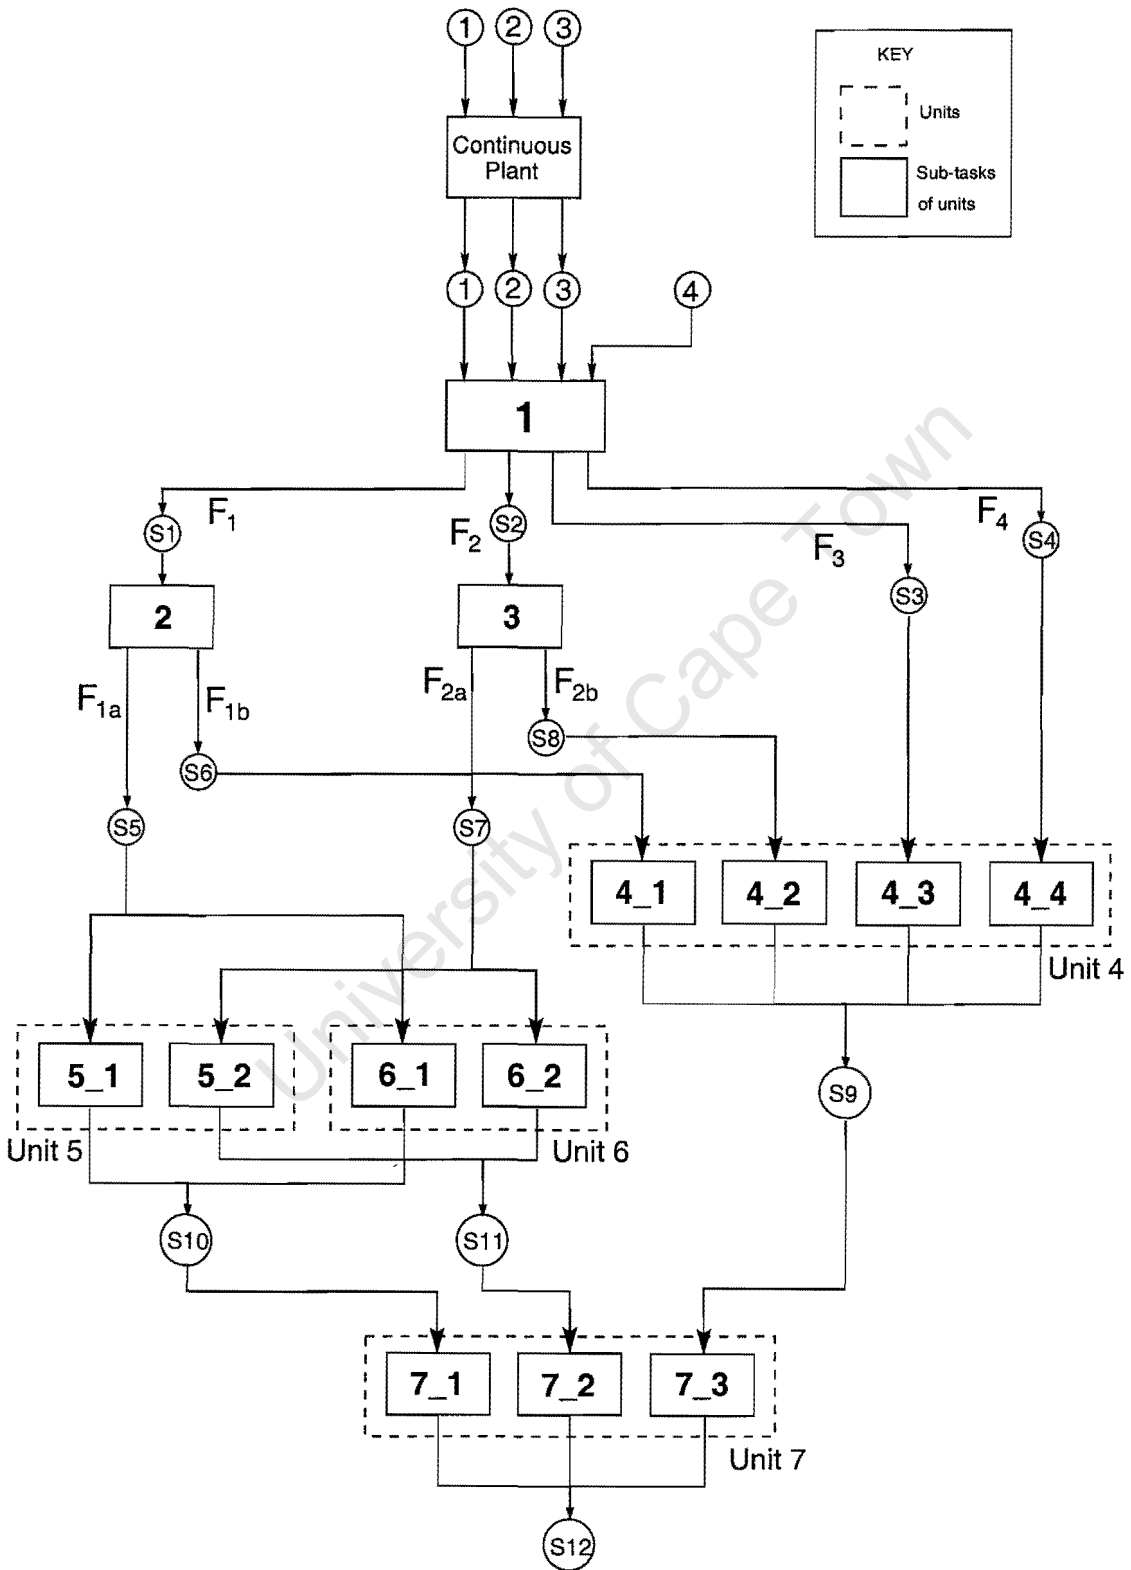 1 2 3
KEY
Units
Sub-tasks
of units
Continuous
Plant
1 2 3 4
1
F1 F2 F3 F4
S1 S2 S3 S4
2 3
F1a F1b F2a F2b
S8
S6
S5 S7
4_1 4_2 4_3 4_4
Unit 4
5_1 5_2 6_1 6_2
S9
Unit 5 Unit 6
S10 S11
7_1 7_2 7_3
Unit 7
S12
University of Cape Town